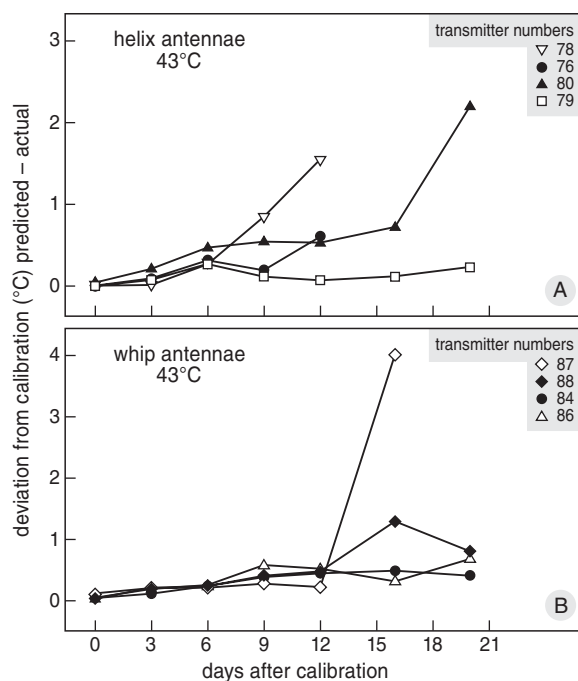 helix antennae
43°C
transmitter numbers
78
76
80
79
3
2
1
0
A
whip antennae
43°C
transmitter numbers
87
88
84
86
4
3
2
1
0
B
0 3 6 9 12 15 18 21
days after calibration
deviation from calibration (°C) predicted – actual